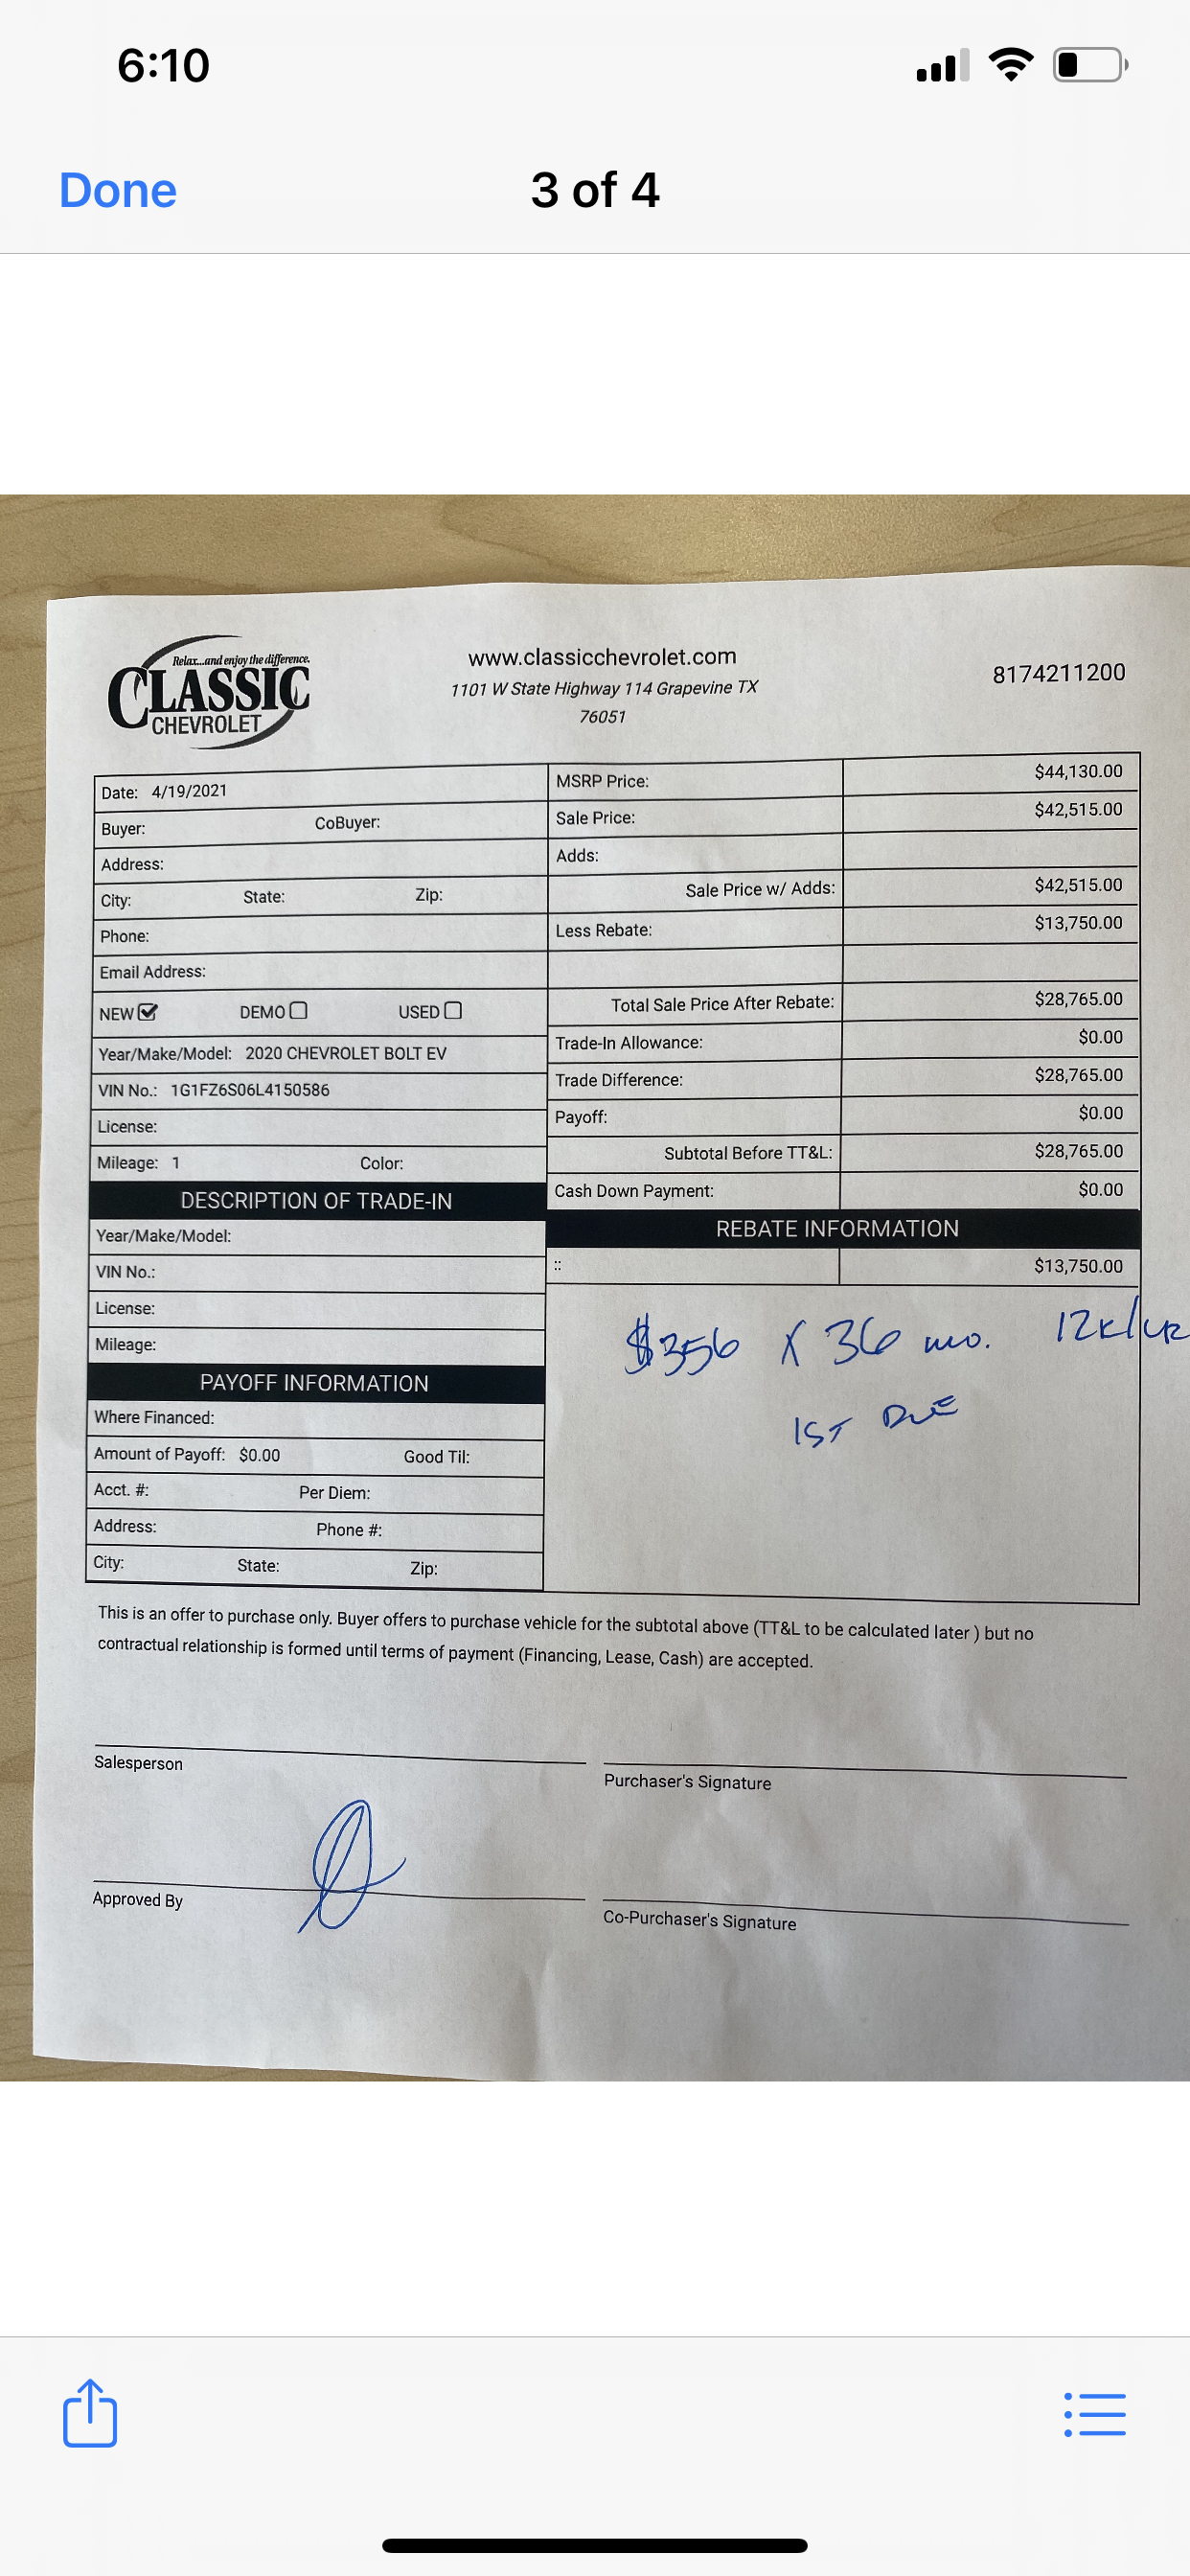 6:10
Done
3 of 4
Relax...and enjoy the difference.
CLASSIC
CHEVROLET
www.classicchevrolet.com
1101 W State Highway 114 Grapevine TX
76051
8174211200
Date: 4/19/2021
Buyer: CoBuyer:
Address:
City: State: Zip:
Phone:
Email Address:
NEW DEMO USED
Year/Make/Model: 2020 CHEVROLET BOLT EV
VIN No.: 1G1FZ6S06L4150586
License:
Mileage: 1 Color:
DESCRIPTION OF TRADE-IN
Year/Make/Model:
VIN No.:
License:
Mileage:
PAYOFF INFORMATION
Where Financed:
Amount of Payoff: $0.00 Good Til:
Acct. #: Per Diem:
Address: Phone #:
City: State: Zip:
MSRP Price: $44,130.00
Sale Price: $42,515.00
Adds:
Sale Price w/ Adds: $42,515.00
Less Rebate: $13,750.00
Total Sale Price After Rebate: $28,765.00
Trade-In Allowance: $0.00
Trade Difference: $28,765.00
Payoff: $0.00
Subtotal Before TT&L: $28,765.00
Cash Down Payment: $0.00
REBATE INFORMATION
:: $13,750.00
$356 X 36 mo. 12K/YR
1ST DUE
This is an offer to purchase only. Buyer offers to purchase vehicle for the subtotal above (TT&L to be calculated later ) but no
contractual relationship is formed until terms of payment (Financing, Lease, Cash) are accepted.
Salesperson
Purchaser's Signature
Approved By
Co-Purchaser's Signature